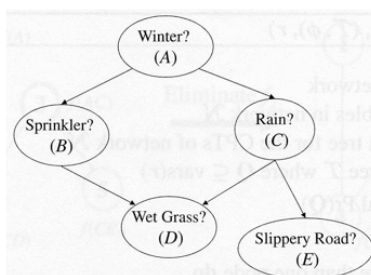 Winter?
(A)
Sprinkler?
(B)
Rain?
(C)
Wet Grass?
(D)
Slippery Road?
(E)